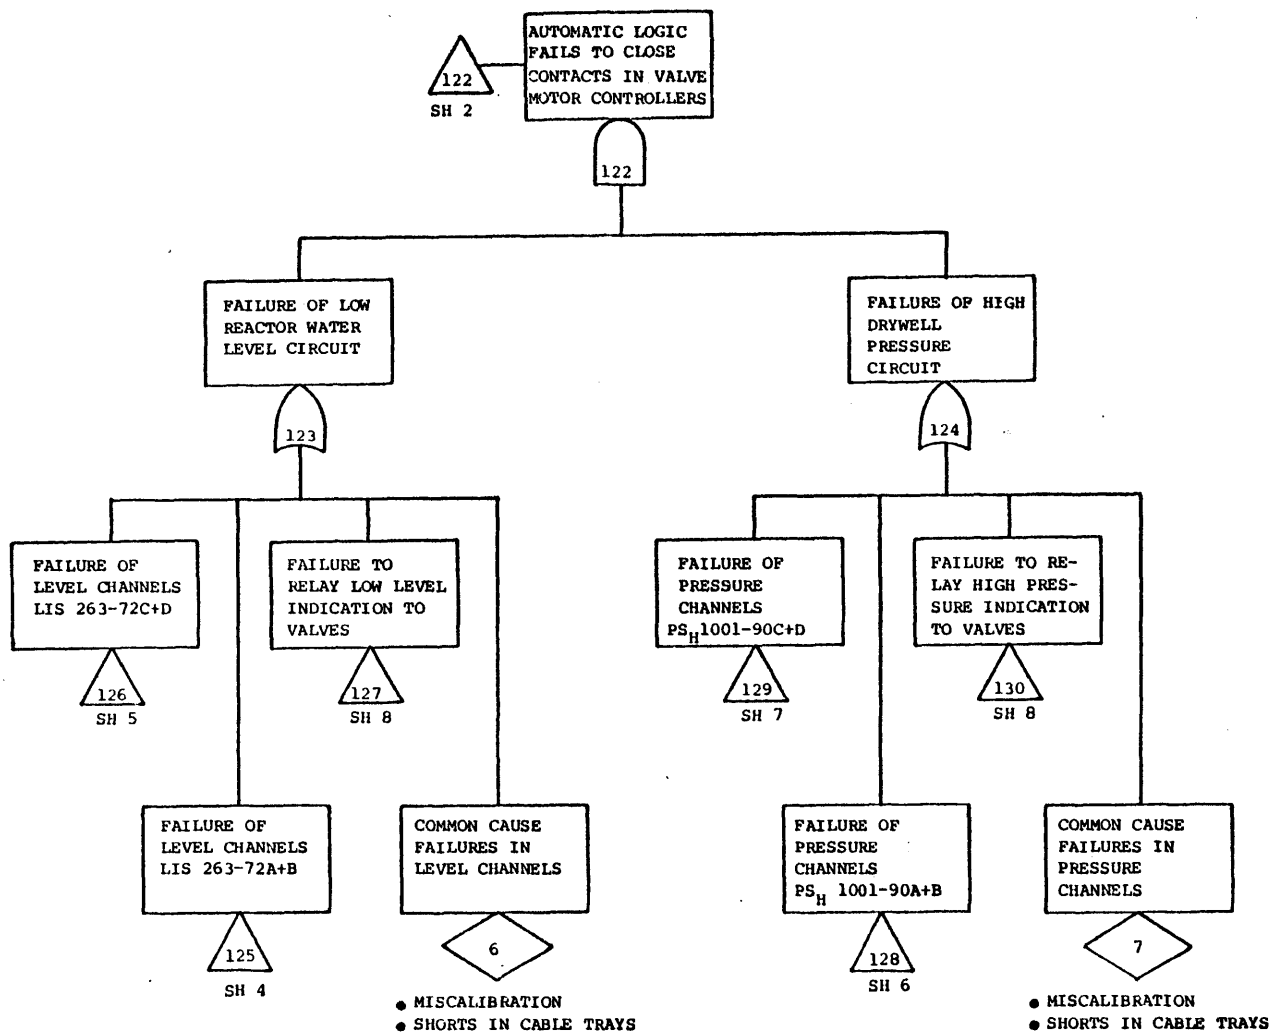 AUTOMATIC LOGIC
FAILS TO CLOSE
CONTACTS IN VALVE
MOTOR CONTROLLERS
122
SH 2
122
FAILURE OF LOW
REACTOR WATER
LEVEL CIRCUIT
FAILURE OF HIGH
DRYWELL
PRESSURE
CIRCUIT
123
124
FAILURE OF
LEVEL CHANNELS
LIS 263-72C+D
126
SH 5
FAILURE TO
RELAY LOW LEVEL
INDICATION TO
VALVES
127
SH 8
FAILURE OF
PRESSURE
CHANNELS
PSH1001-90C+D
129
SH 7
FAILURE TO RE-
LAY HIGH PRES-
SURE INDICATION
TO VALVES
130
SH 8
FAILURE OF
LEVEL CHANNELS
LIS 263-72A+B
125
SH 4
COMMON CAUSE
FAILURES IN
LEVEL CHANNELS
6
● MISCALIBRATION
● SHORTS IN CABLE TRAYS
FAILURE OF
PRESSURE
CHANNELS
PSH 1001-90A+B
128
SH 6
COMMON CAUSE
FAILURES IN
PRESSURE
CHANNELS
7
● MISCALIBRATION
● SHORTS IN CABLE TRAYS